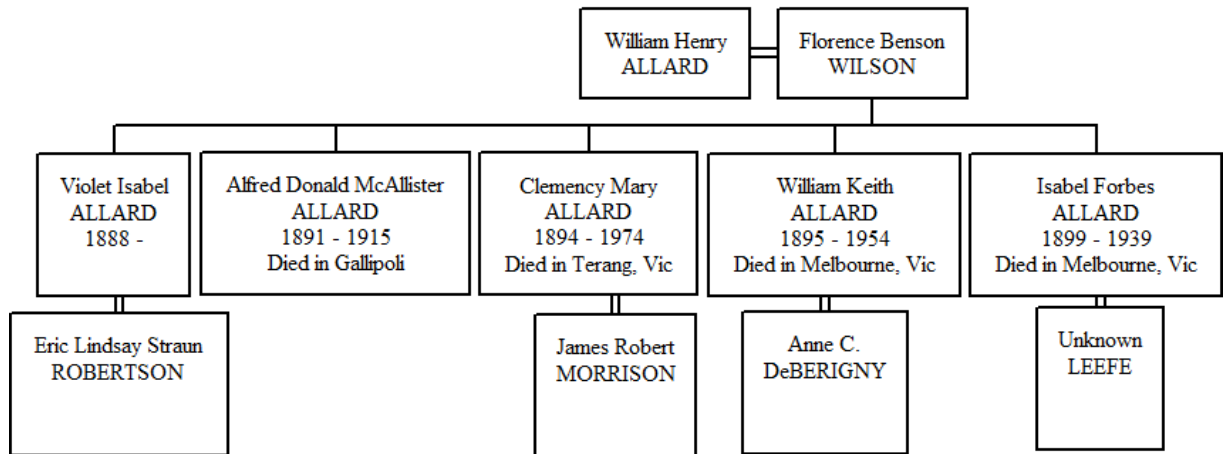 William Henry
ALLARD
Florence Benson
WILSON
Violet Isabel
ALLARD
1888 -
Alfred Donald McAllister
ALLARD
1891 - 1915
Died in Gallipoli
Clemency Mary
ALLARD
1894 - 1974
Died in Terang, Vic
William Keith
ALLARD
1895 - 1954
Died in Melbourne, Vic
Isabel Forbes
ALLARD
1899 - 1939
Died in Melbourne, Vic
Eric Lindsay Straun
ROBERTSON
James Robert
MORRISON
Anne C.
DeBERIGNY
Unknown
LEEFE